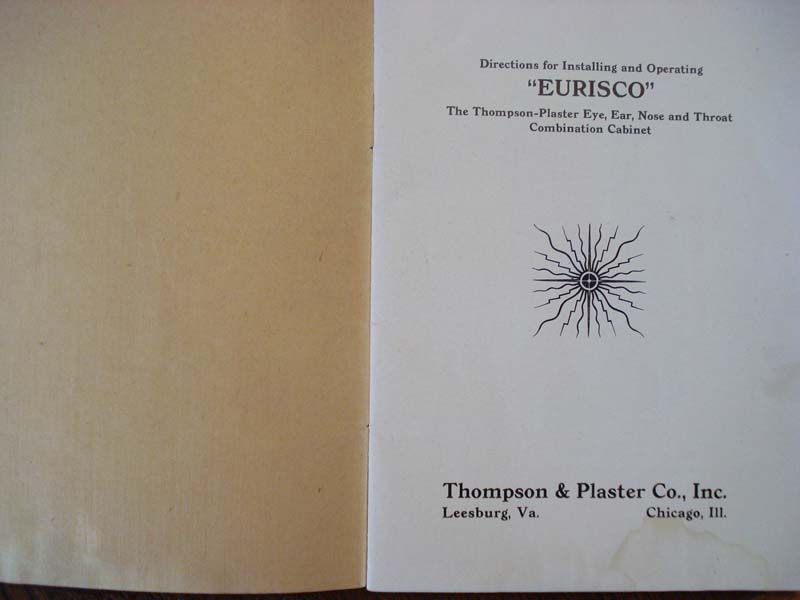 Directions for Installing and Operating
“EURISCO”
The Thompson-Plaster Eye, Ear, Nose and Throat
Combination Cabinet
Thompson & Plaster Co., Inc.
Leesburg, Va. Chicago, Ill.